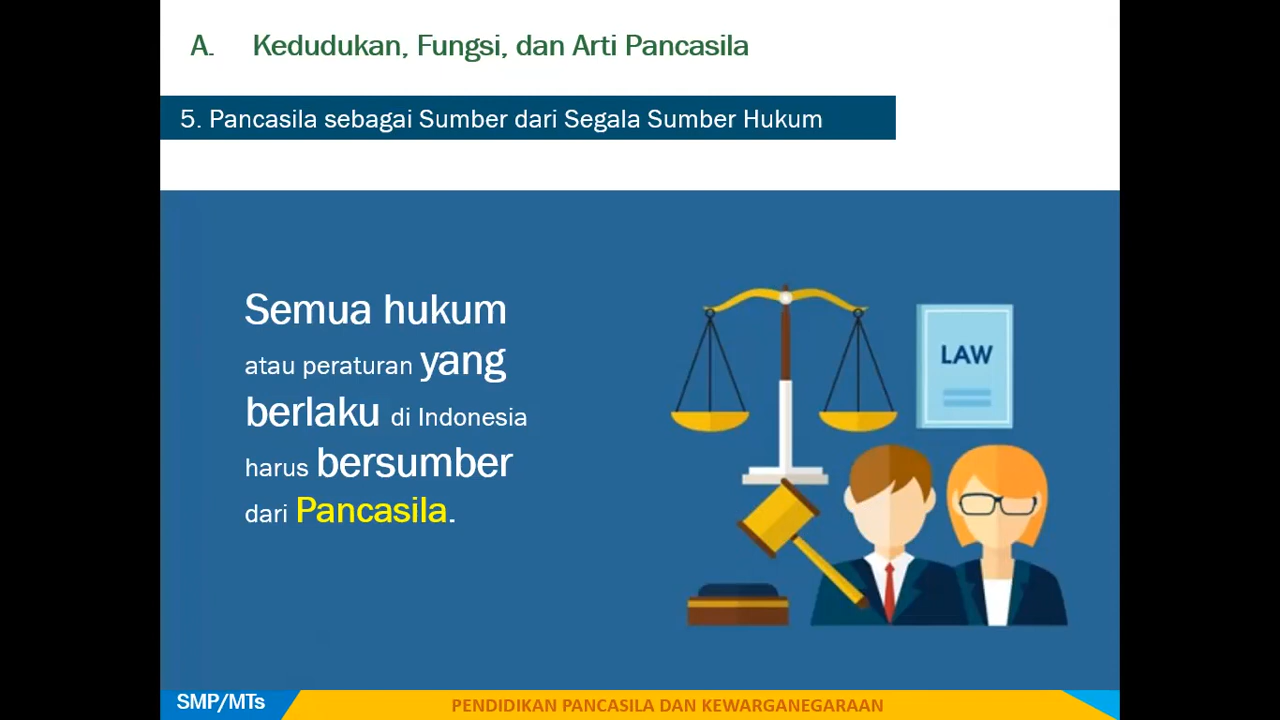 A. Kedudukan, Fungsi, dan Arti Pancasila
5. Pancasila sebagai Sumber dari Segala Sumber Hukum
Semua hukum
atau peraturan yang
berlaku di Indonesia
harus bersumber
dari Pancasila.
LAW
SMP/MTs
PENDIDIKAN PANCASILA DAN KEWARGANEGARAAN